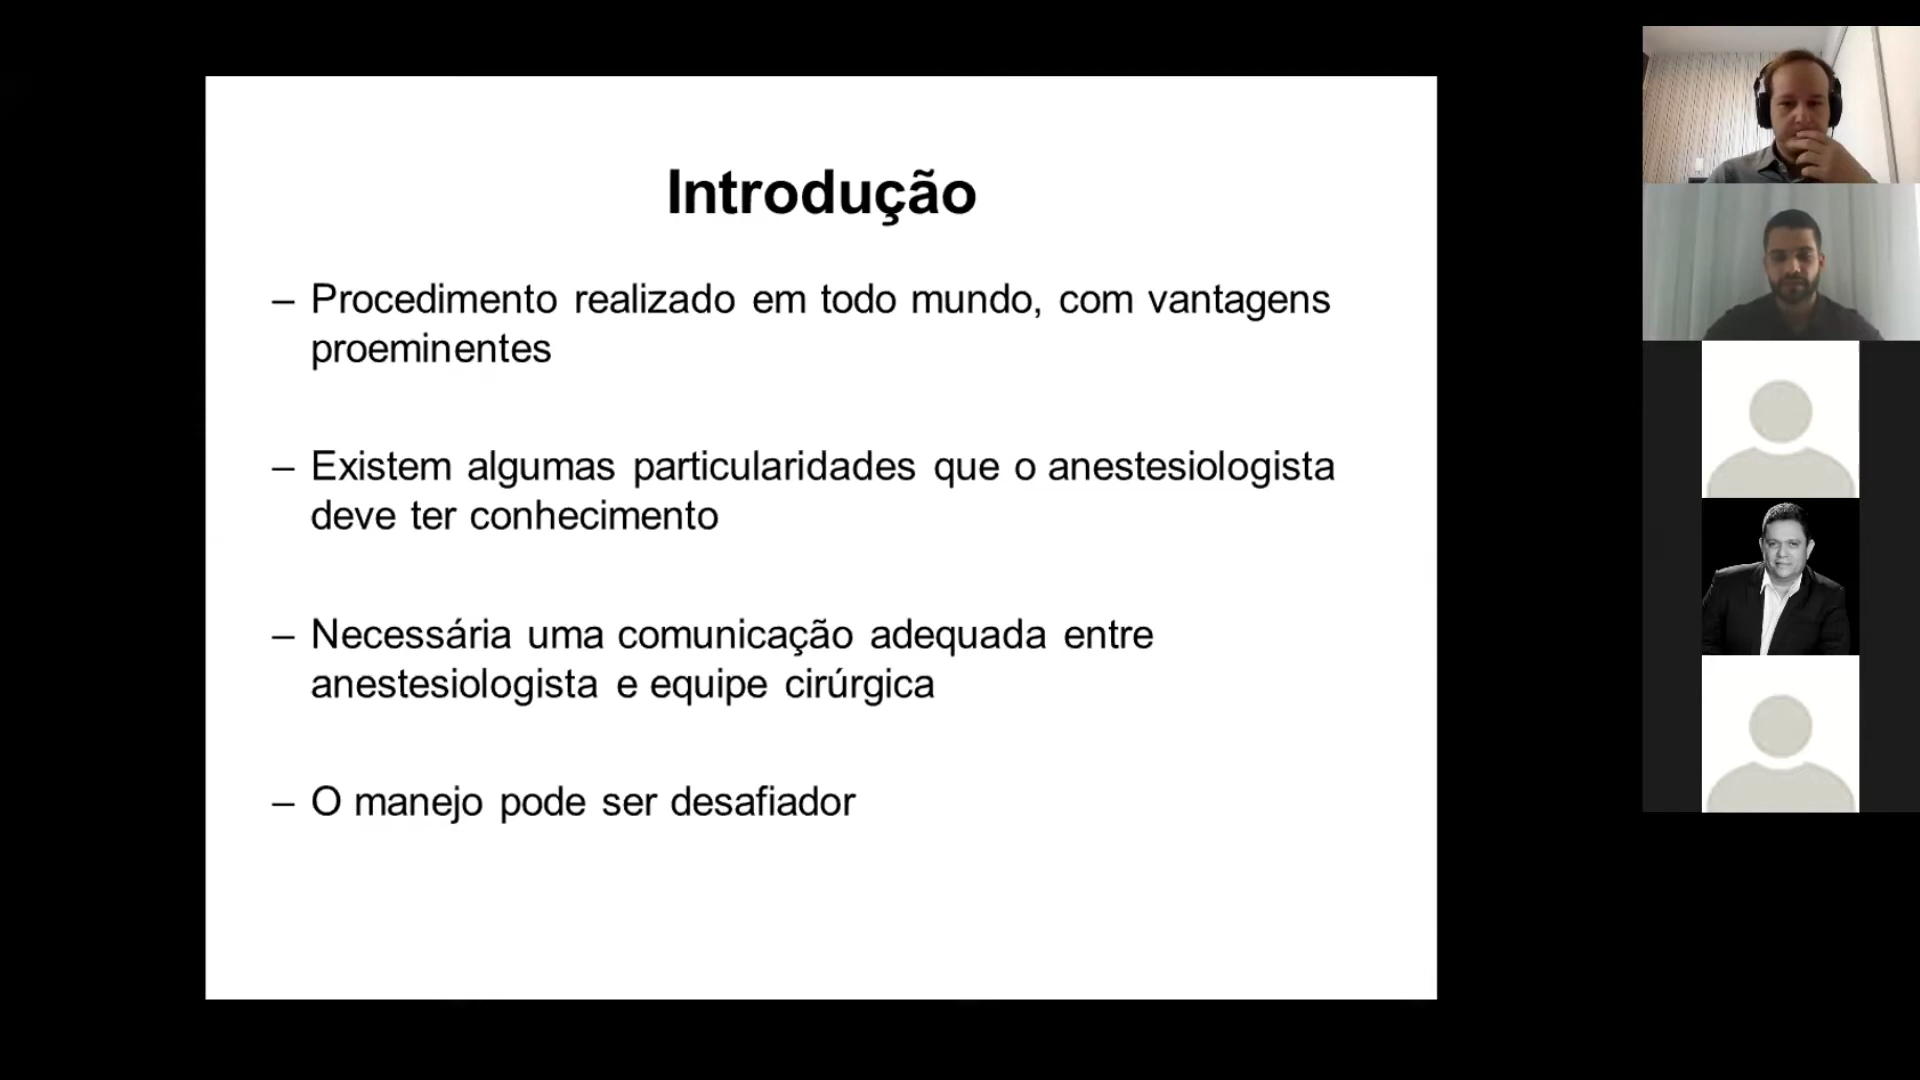 Introdução
– Procedimento realizado em todo mundo, com vantagens
proeminentes
– Existem algumas particularidades que o anestesiologista
deve ter conhecimento
– Necessária uma comunicação adequada entre
anestesiologista e equipe cirúrgica
– O manejo pode ser desafiador